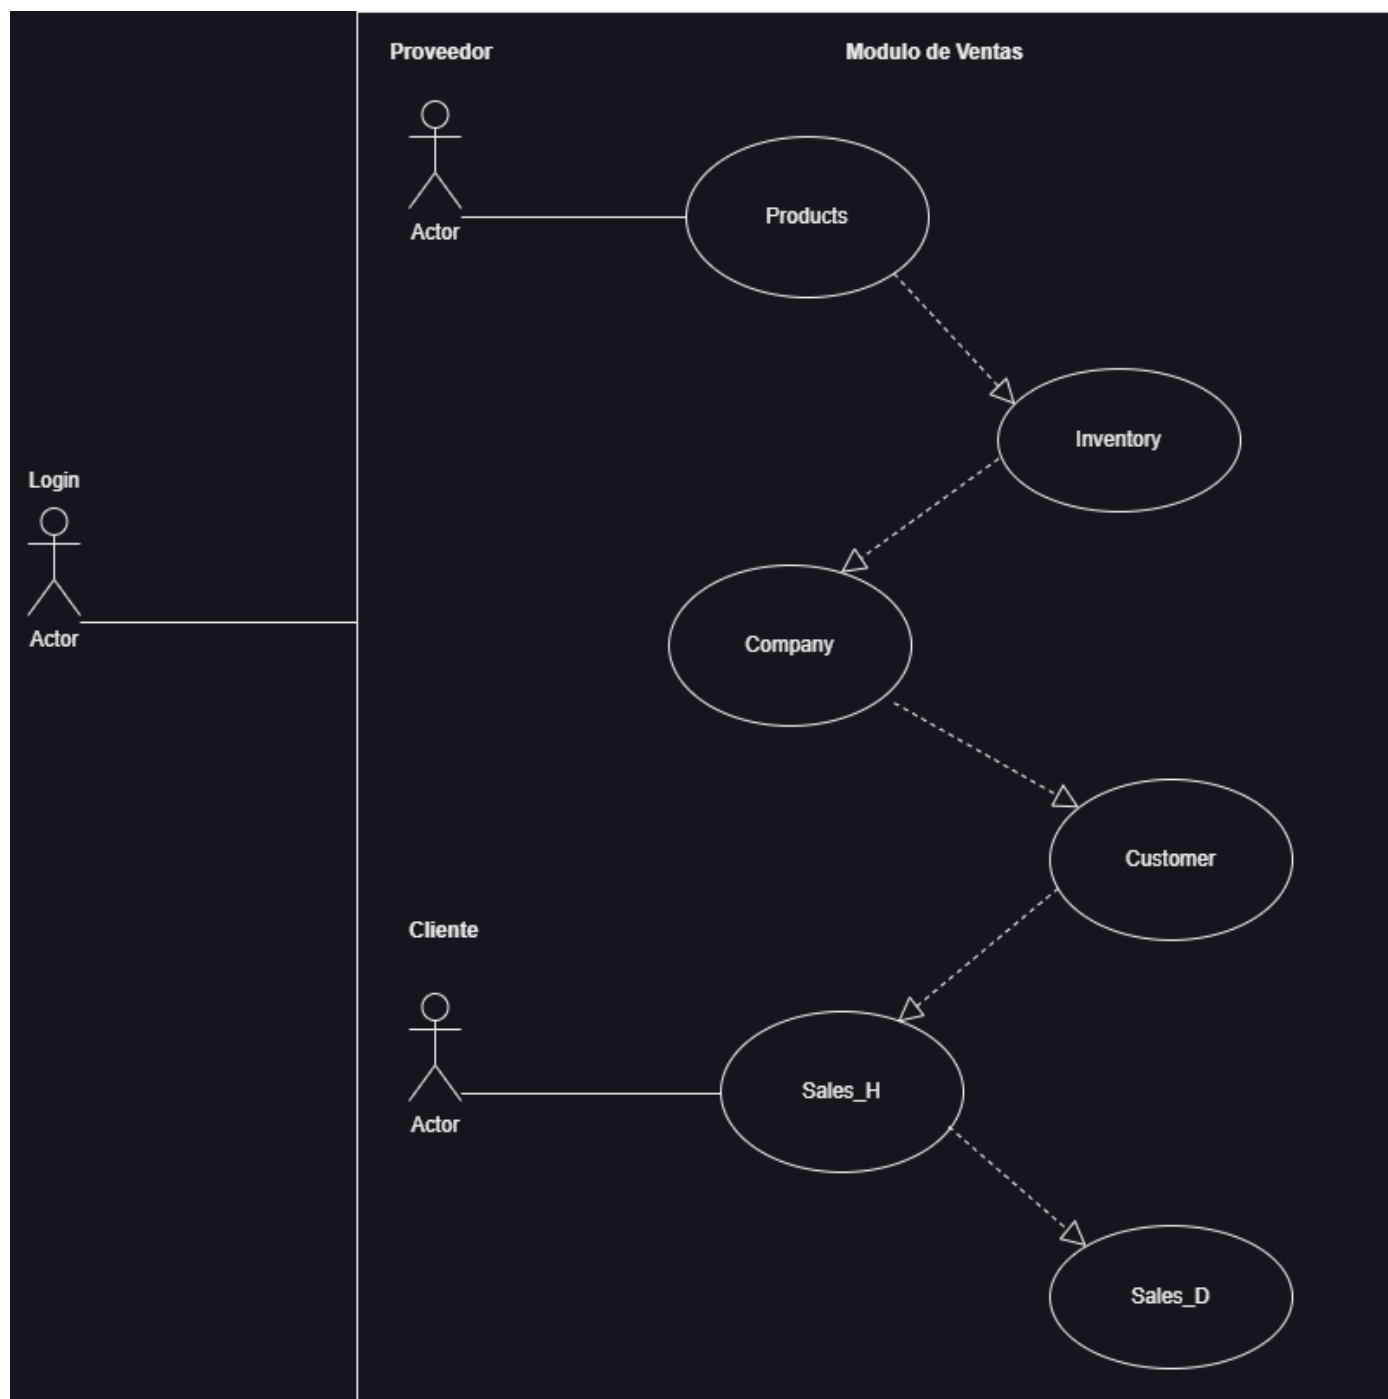 Proveedor
Modulo de Ventas
Actor
Products
Inventory
Login
Actor
Company
Customer
Cliente
Actor
Sales_H
Sales_D